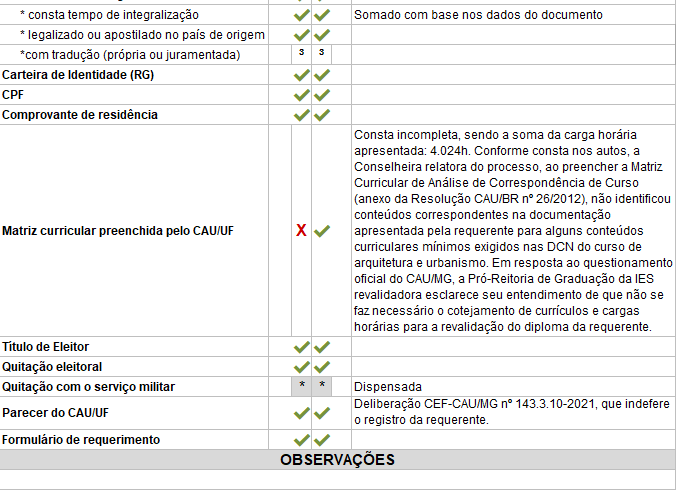 * consta tempo de integralização Somado com base nos dados do documento
* legalizado ou apostilado no país de origem
*com tradução (própria ou juramentada) 3 3
Carteira de Identidade (RG)
CPF
Comprovante de residência
Consta incompleta, sendo a soma da carga horária
apresentada: 4.024h. Conforme consta nos autos, a
Conselheira relatora do processo, ao preencher a Matriz
Curricular de Análise de Correspondência de Curso
(anexo da Resolução CAU/BR nº 26/2012), não identificou
conteúdos correspondentes na documentação
Matriz curricular preenchida pelo CAU/UF X apresentada pela requerente para alguns conteúdos
curriculares mínimos exigidos nas DCN do curso de
arquitetura e urbanismo. Em resposta ao questionamento
oficial do CAU/MG, a Pró-Reitoria de Graduação da IES
revalidadora esclarece seu entendimento de que não se
faz necessário o cotejamento de currículos e cargas
horárias para a revalidação do diploma da requerente.
Título de Eleitor
Quitação eleitoral
Quitação com o serviço militar * * Dispensada
Parecer do CAU/UF Deliberação CEF-CAU/MG nº 143.3.10-2021, que indefere
o registro da requerente.
Formulário de requerimento
OBSERVAÇÕES